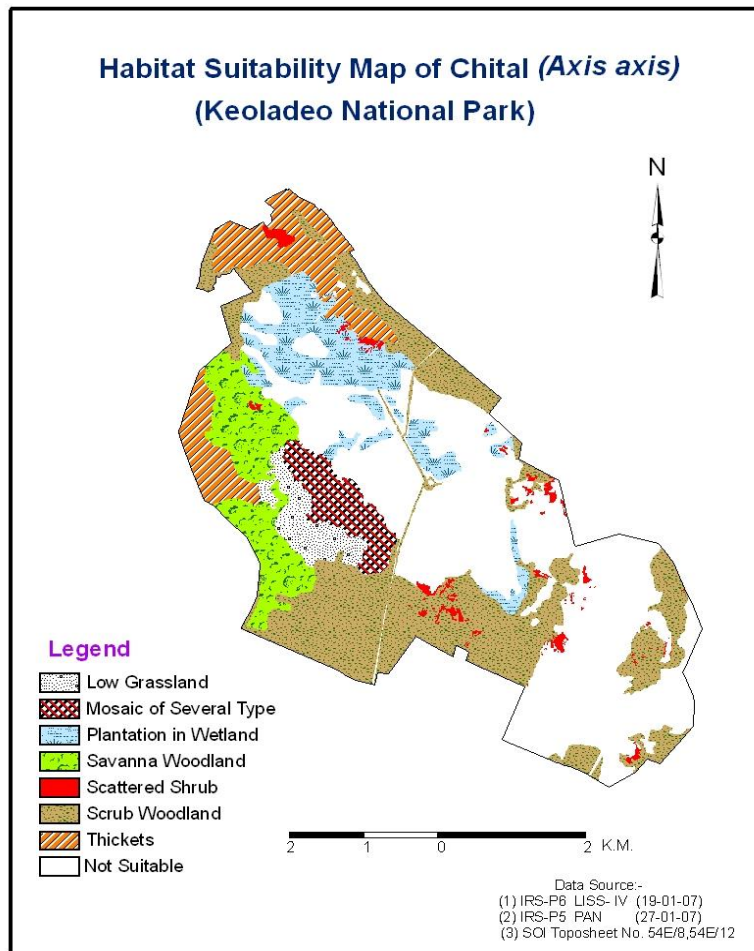 Habitat Suitability Map of Chital (Axis axis)
(Keoladeo National Park)
N
Legend
Low Grassland
Mosaic of Several Type
Plantation in Wetland
Savanna Woodland
Scattered Shrub
Scrub Woodland
Thickets
Not Suitable
2 1 0 2 K.M.
Data Source:-
(1) IRS-P6 LISS- IV (19-01-07)
(2) IRS-P5 PAN (27-01-07)
(3) SOI Toposheet No. 54E/8,54E/12